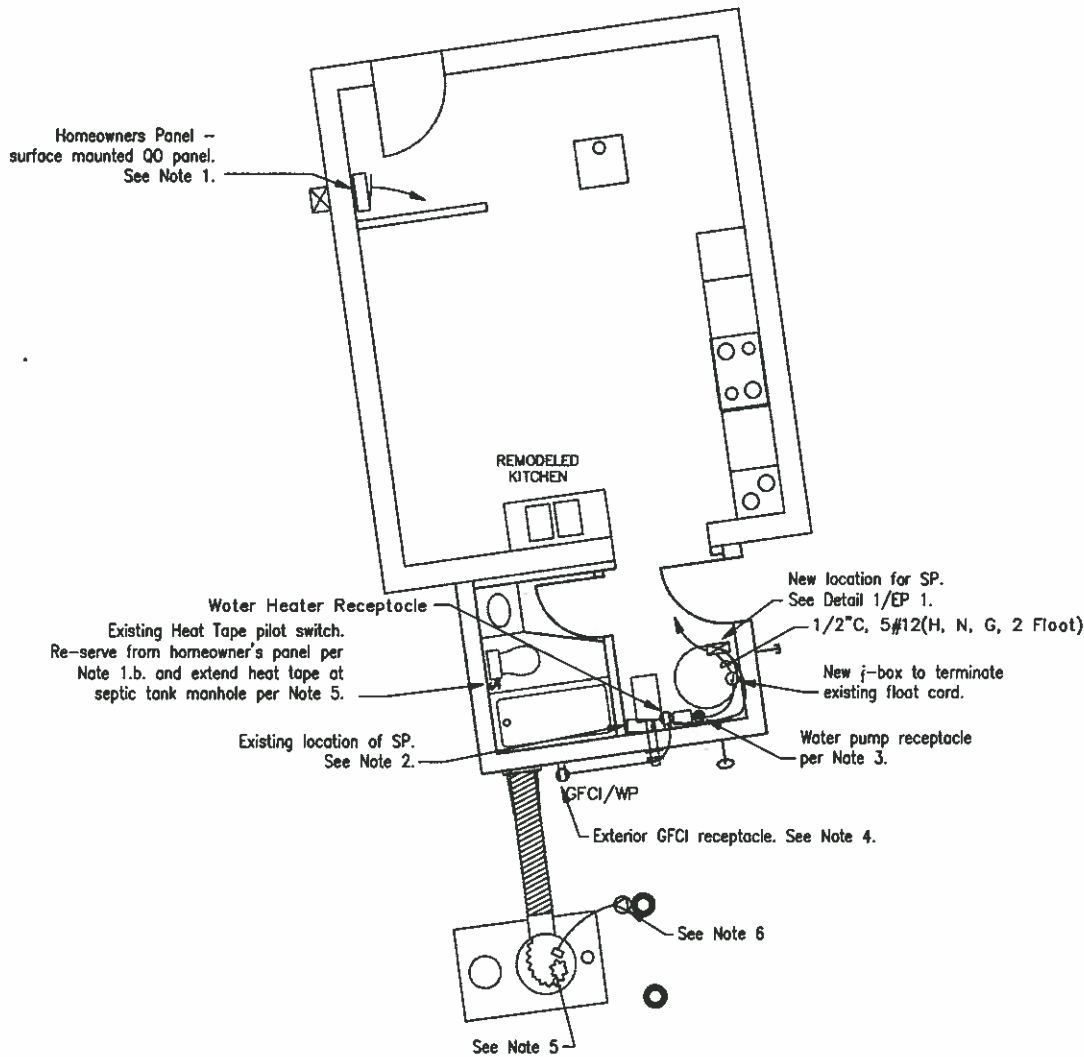 Homeowners Panel –
surface mounted QO panel.
See Note 1.
REMODELED
KITCHEN
New location for SP.
See Detail 1/EP 1.
Water Heater Receptacle
1/2"C, 5#12(H, N, G, 2 Float)
Existing Heat Tape pilot switch.
Re-serve from homeowner's panel per
Note 1.b. and extend heat tape at
septic tank manhole per Note 5.
New j-box to terminate
existing float cord.
Existing location of SP.
See Note 2.
Water pump receptacle
per Note 3.
GFCI/WP
Exterior GFCI receptacle. See Note 4.
See Note 6
See Note 5